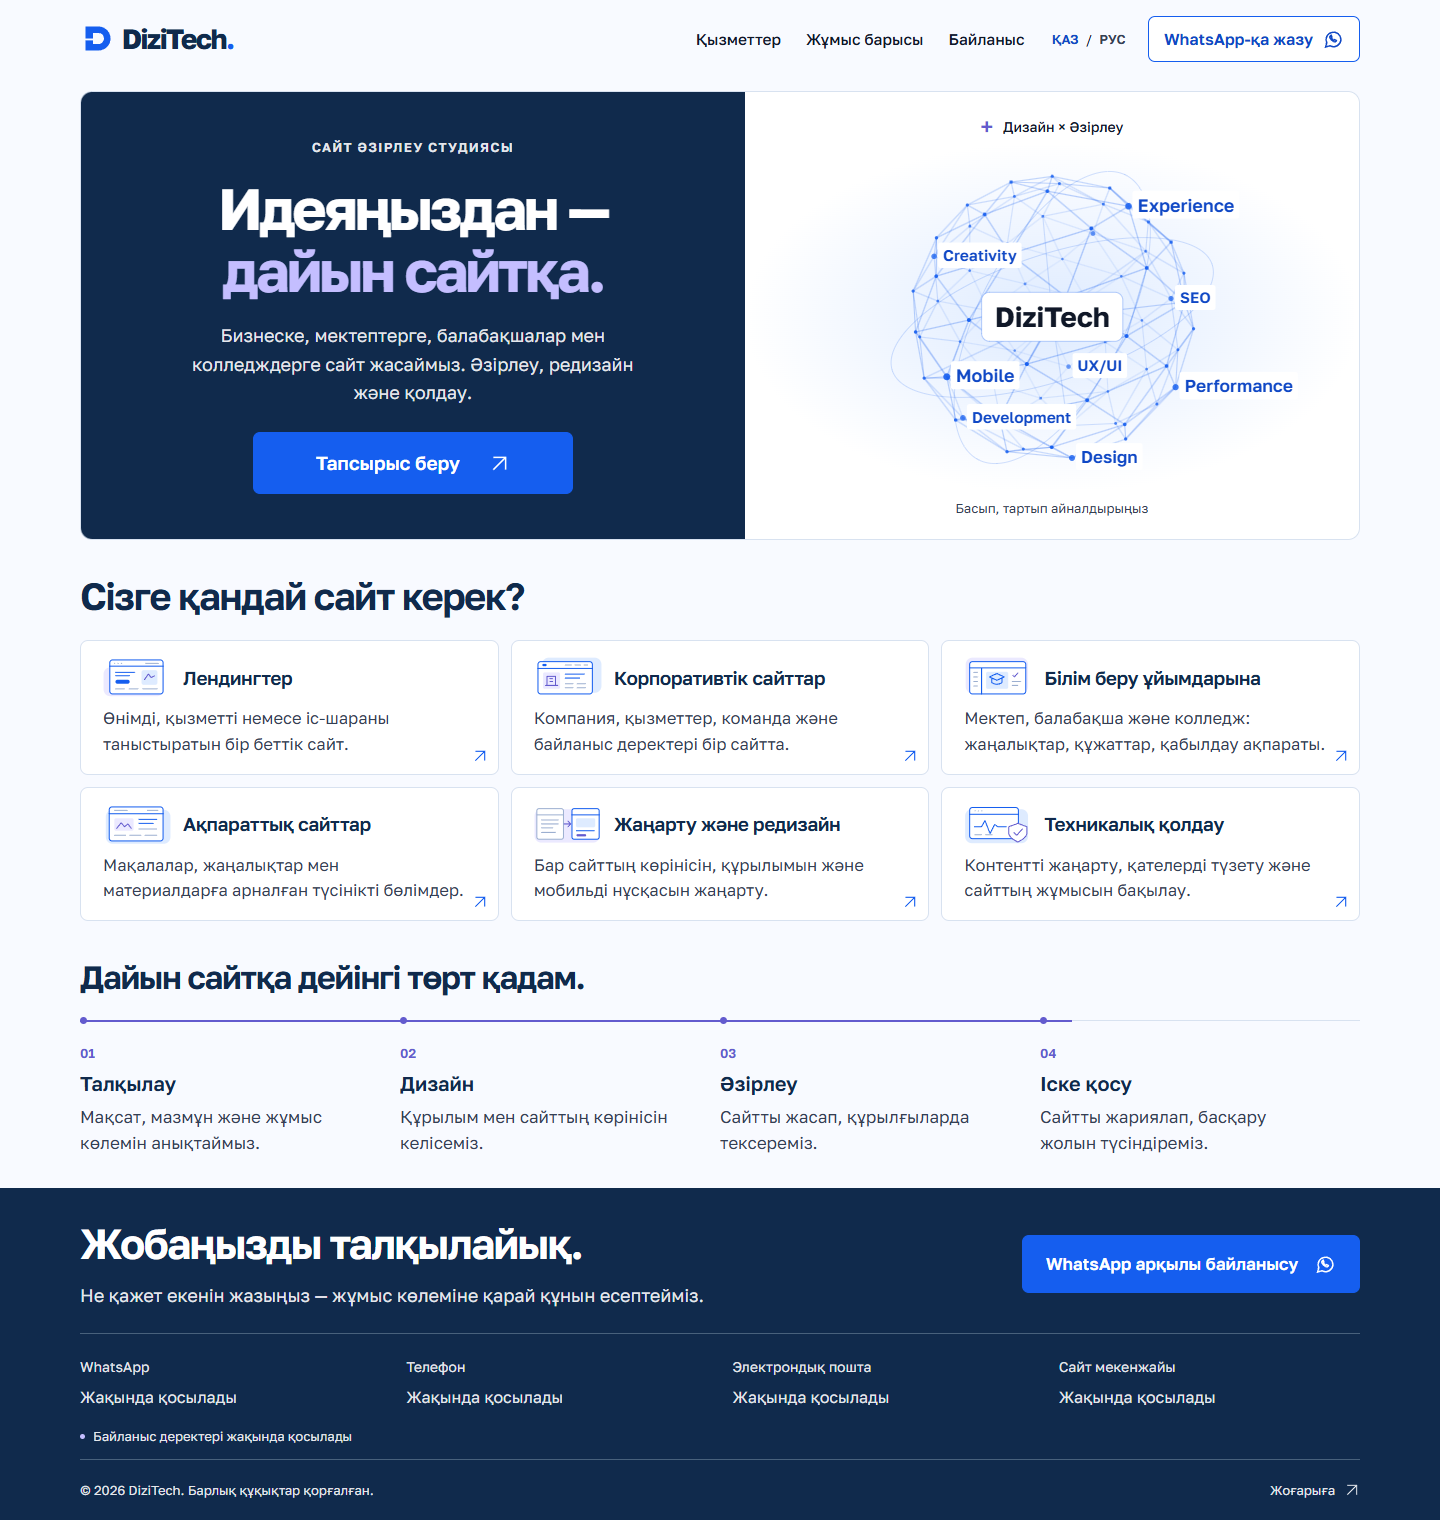 DiziTech.
Қызметтер
Жұмыс барысы
Байланыс
ҚАЗ / РУС
WhatsApp-қа жазу
САЙТ ӘЗІРЛЕУ СТУДИЯСЫ
Идеяңыздан —
дайын сайтқа.
Бизнеске, мектептерге, балабақшалар мен
колледждерге сайт жасаймыз. Әзірлеу, редизайн
және қолдау.
Тапсырыс беру
+ Дизайн × Әзірлеу
Experience
Creativity
SEO
DiziTech
UX/UI
Mobile
Performance
Development
Design
Басып, тартып айналдырыңыз
Сізге қандай сайт керек?
Лендингтер
Өнімді, қызметті немесе іс-шараны
таныстыратын бір беттік сайт.
Корпоративтік сайттар
Компания, қызметтер, команда және
байланыс деректері бір сайтта.
Білім беру ұйымдарына
Мектеп, балабақша және колледж:
жаңалықтар, құжаттар, қабылдау ақпараты.
Ақпараттық сайттар
Мақалалар, жаңалықтар мен
материалдарға арналған түсінікті бөлімдер.
Жаңарту және редизайн
Бар сайттың көрінісін, құрылымын және
мобильді нұсқасын жаңарту.
Техникалық қолдау
Контентті жаңарту, қателерді түзету және
сайттың жұмысын бақылау.
Дайын сайтқа дейінгі төрт қадам.
01
Талқылау
Мақсат, мазмұн және жұмыс
көлемін анықтаймыз.
02
Дизайн
Құрылым мен сайттың көрінісін
келісеміз.
03
Әзірлеу
Сайтты жасап, құрылғыларда
тексереміз.
04
Іске қосу
Сайтты жариялап, басқару
жолын түсіндіреміз.
Жобаңызды талқылайық.
Не қажет екенін жазыңыз — жұмыс көлеміне қарай құнын есептейміз.
WhatsApp арқылы байланысу
WhatsApp
Жақында қосылады
Телефон
Жақында қосылады
Электрондық пошта
Жақында қосылады
Сайт мекенжайы
Жақында қосылады
Байланыс деректері жақында қосылады
© 2026 DiziTech. Барлық құқықтар қорғалған.
Жоғарыға